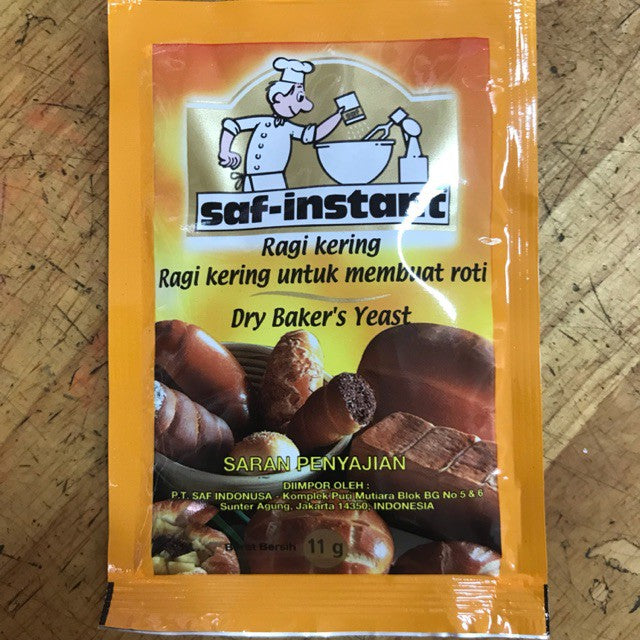 saf-instant
Ragi kering
Ragi kering untuk membuat roti
Dry Baker's Yeast
SARAN PENYAJIAN
DIIMPOR OLEH :
P.T. SAF INDONUSA - Komplek Puri Mutiara Blok BG No 5 & 6
Sunter Agung, Jakarta 14350, INDONESIA
Berat Bersih 11 g